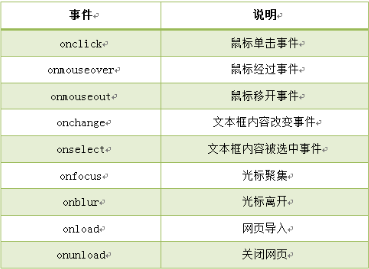 事件 说明
onclick 鼠标单击事件
onmouseover 鼠标经过事件
onmouseout 鼠标移开事件
onchange 文本框内容改变事件
onselect 文本框内容被选中事件
onfocus 光标聚集
onblur 光标离开
onload 网页导入
onunload 关闭网页